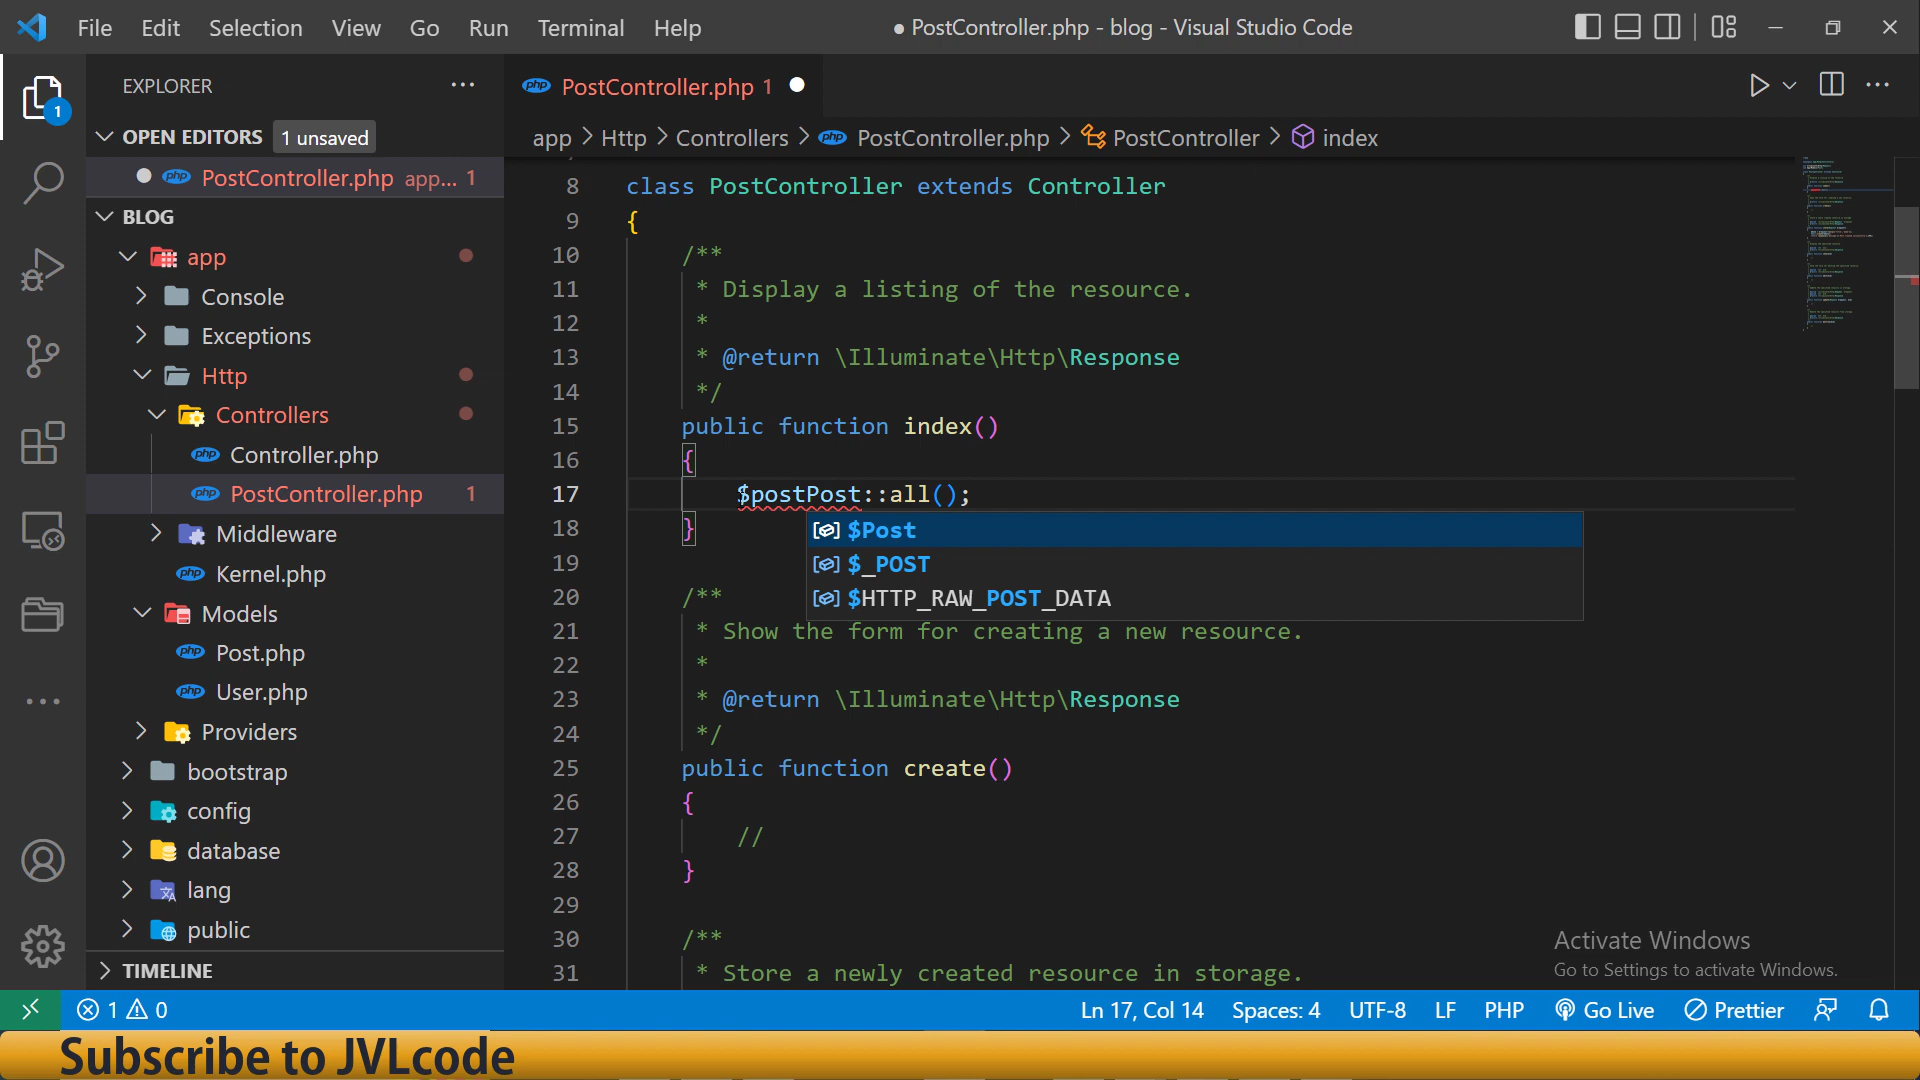 File Edit Selection View Go Run Terminal Help
● PostController.php - blog - Visual Studio Code
EXPLORER
1
OPEN EDITORS 1 unsaved
PostController.php app... 1
BLOG
app
Console
Exceptions
Http
Controllers
Controller.php
PostController.php 1
Middleware
Kernel.php
Models
Post.php
User.php
Providers
bootstrap
config
database
lang
public
TIMELINE
PostController.php 1
app > Http > Controllers > PostController.php > PostController > index
8 class PostController extends Controller
9 {
10 /**
11 * Display a listing of the resource.
12 *
13 * @return \Illuminate\Http\Response
14 */
15 public function index()
16 {
17 $postPost::all();
18 }
$Post
$_POST
$HTTP_RAW_POST_DATA
19
20 /**
21 * Show the form for creating a new resource.
22 *
23 * @return \Illuminate\Http\Response
24 */
25 public function create()
26 {
27 //
28 }
29
30 /**
31 * Store a newly created resource in storage.
Activate Windows
Go to Settings to activate Windows.
1 0 Ln 17, Col 14 Spaces: 4 UTF-8 LF PHP Go Live Prettier
Subscribe to JVLcode